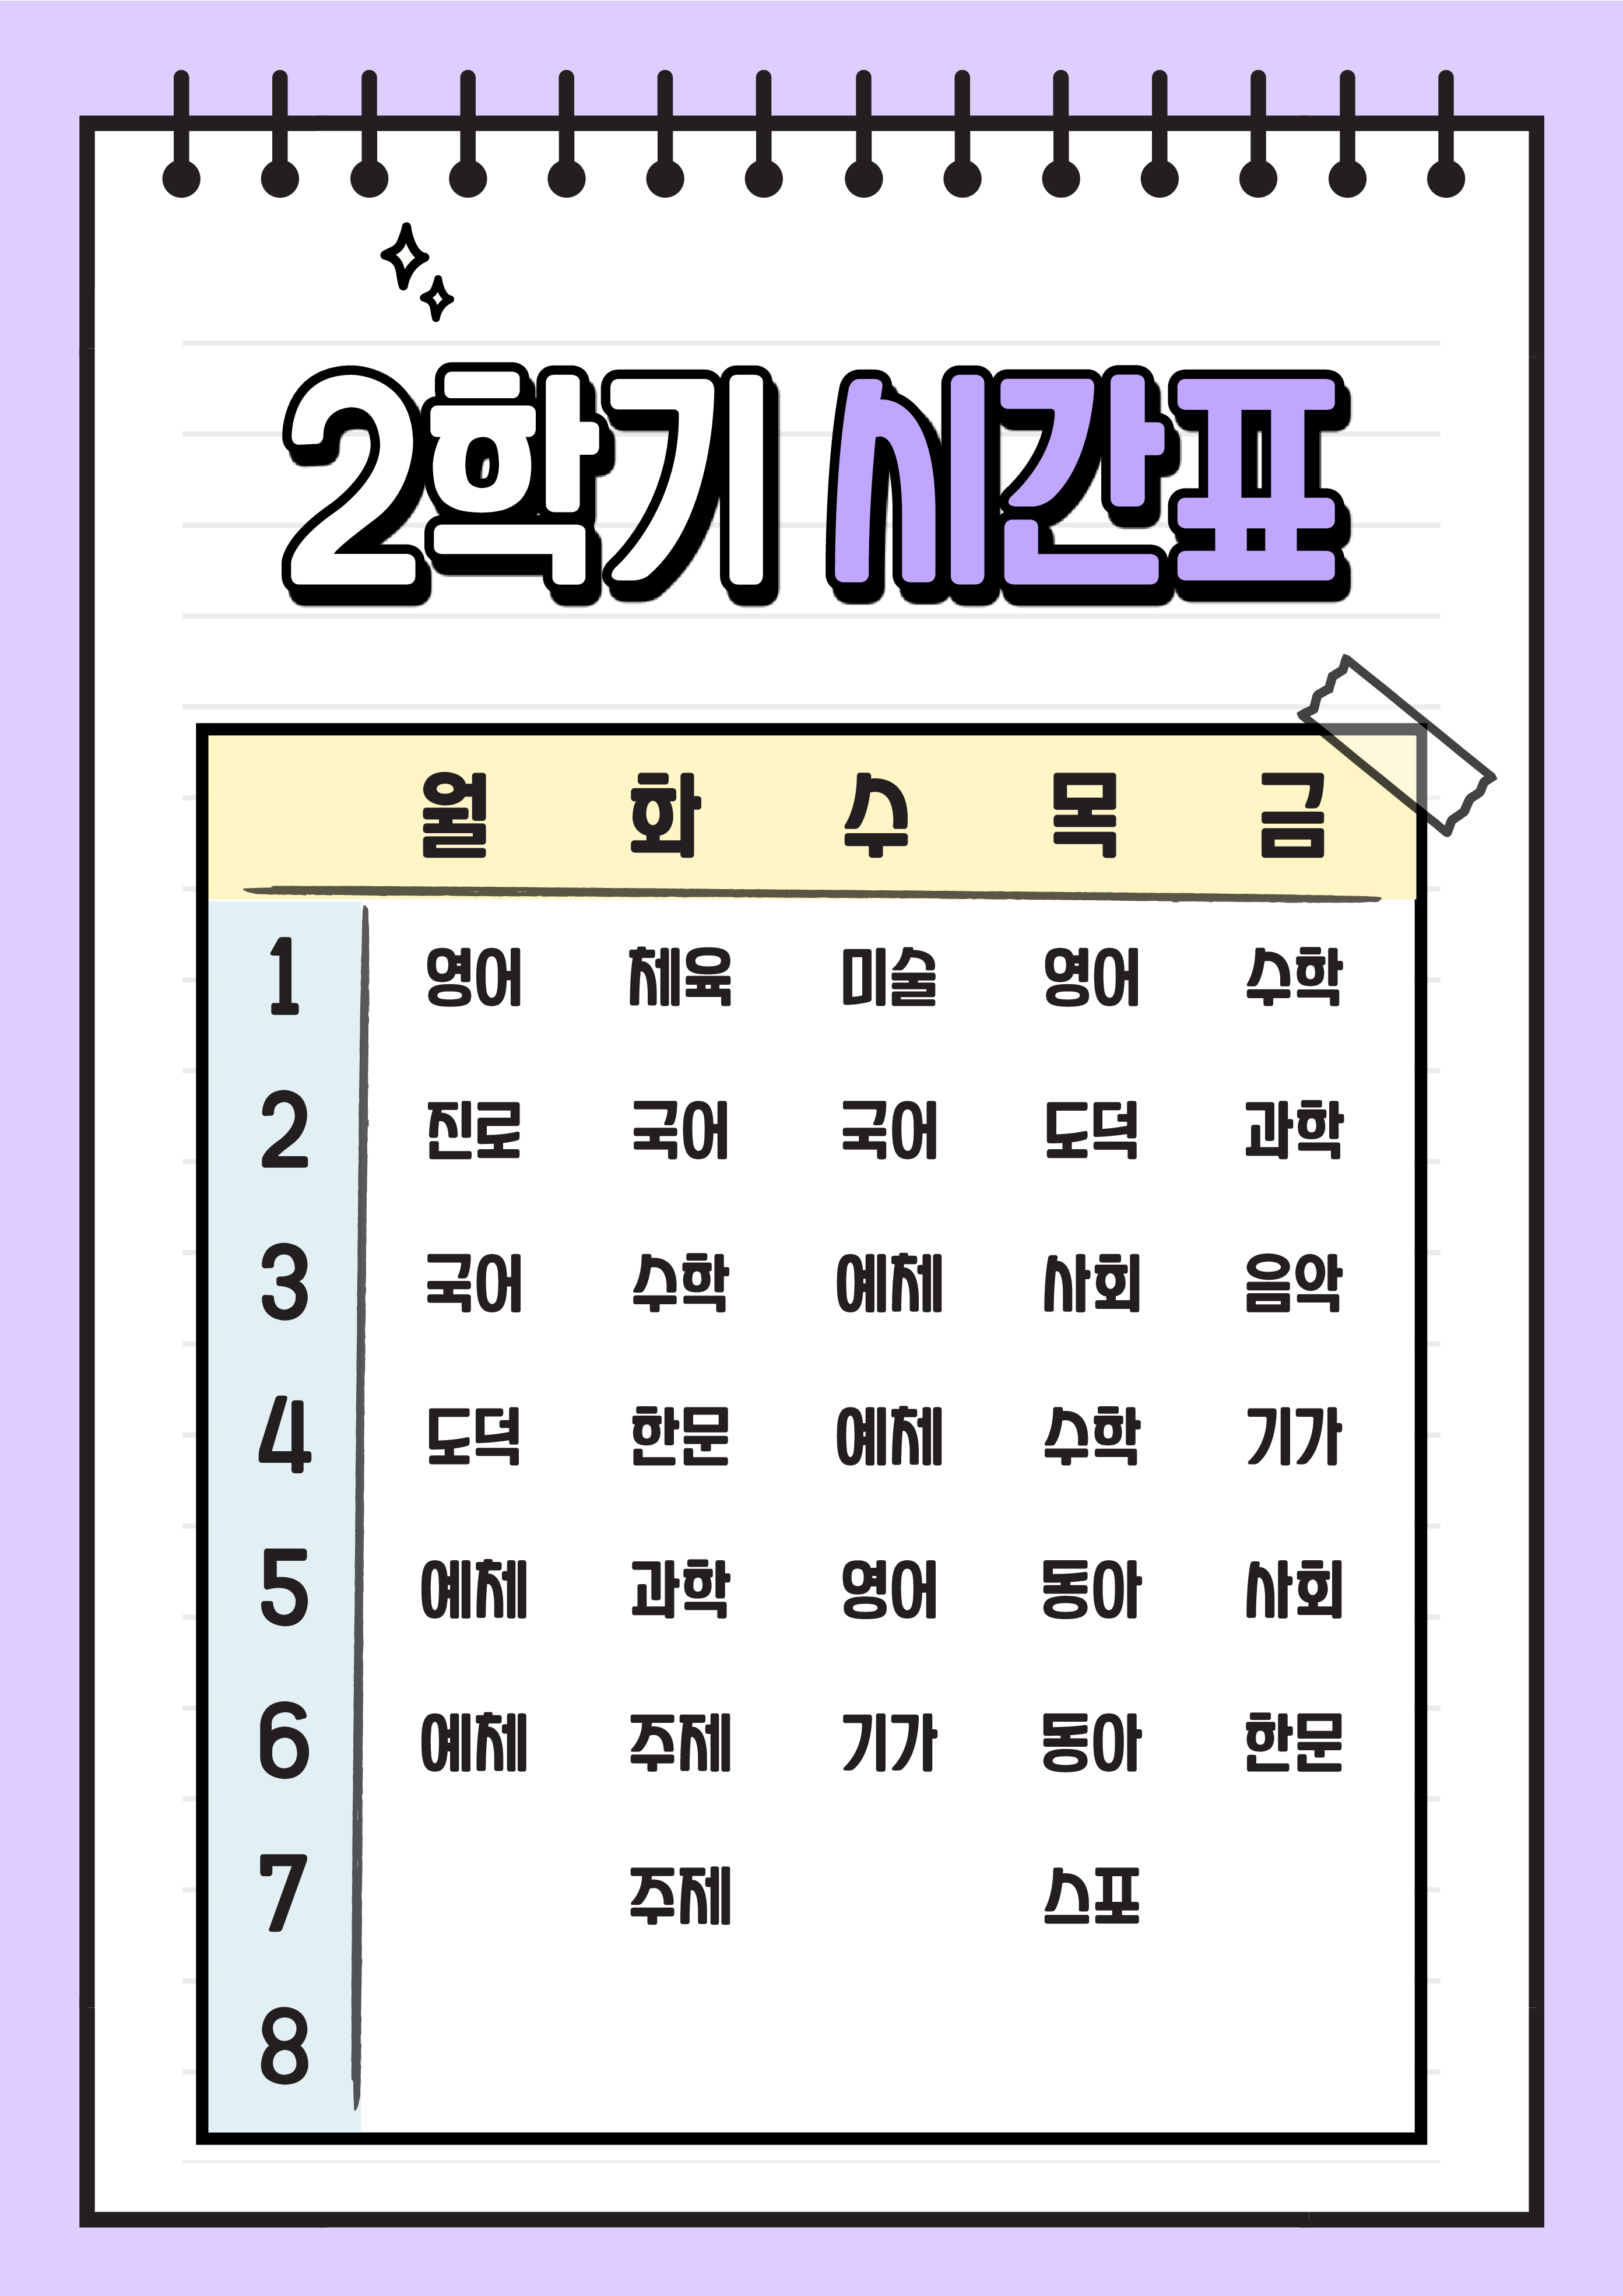 2학기 시간표
월 화 수 목 금
1 영어 체육 미술 영어 수학
2 진로 국어 국어 도덕 과학
3 국어 수학 예체 사회 음악
4 도덕 한문 예체 수학 기가
5 예체 과학 영어 동아 사회
6 예체 주제 기가 동아 한문
7 주제 스포
8